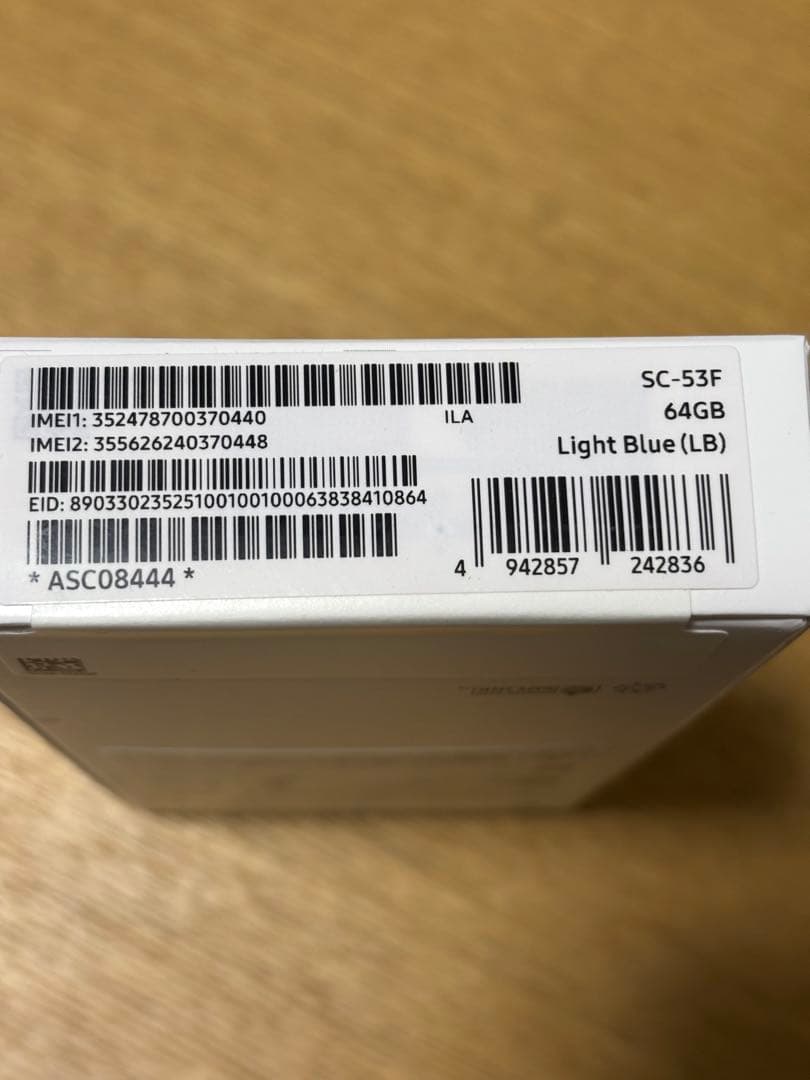 IMEI1: 352478700370440
ILA
IMEI2: 355626240370448
EID: 89033023525100100100063838410864
* ASC08444 *
SC-53F
64GB
Light Blue (LB)
4 942857 242836